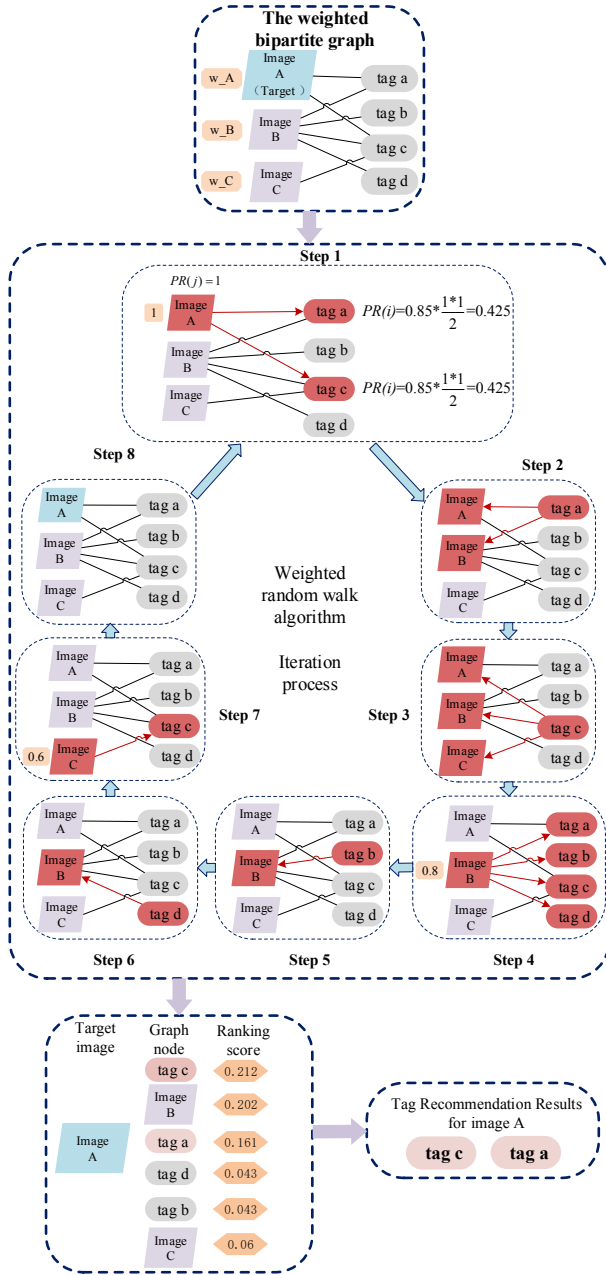 The weighted
bipartite graph
w_A
Image
A
（Target）
tag a
w_B
Image
B
tag b
tag c
w_C
Image
C
tag d
Step 1
PR(j)=1
1
Image
A
tag a
PR(i)=0.85*1*1/2=0.425
Image
B
tag b
Image
C
tag c
PR(i)=0.85*1*1/2=0.425
tag d
Step 8
Image
A
tag a
Image
B
tag b
tag c
Image
C
tag d
Step 2
Image
A
tag a
Image
B
tag b
tag c
Image
C
tag d
Weighted
random walk
algorithm
Iteration
process
Step 7
Image
A
tag a
Image
B
tag b
tag c
0.6
Image
C
tag d
Step 3
Image
A
tag a
Image
B
tag b
tag c
Image
C
tag d
Image
A
tag a
Image
B
tag b
tag c
Image
C
tag d
Step 6
Image
A
tag a
Image
B
tag b
tag c
Image
C
tag d
Step 5
Image
A
tag a
0.8
Image
B
tag b
tag c
Image
C
tag d
Step 4
Target
image
Graph
node
Ranking
score
tag c
0.212
Image
B
0.202
Image
A
tag a
0.161
tag d
0.043
tag b
0.043
Image
C
0.06
Tag Recommendation Results
for image A
tag c
tag a